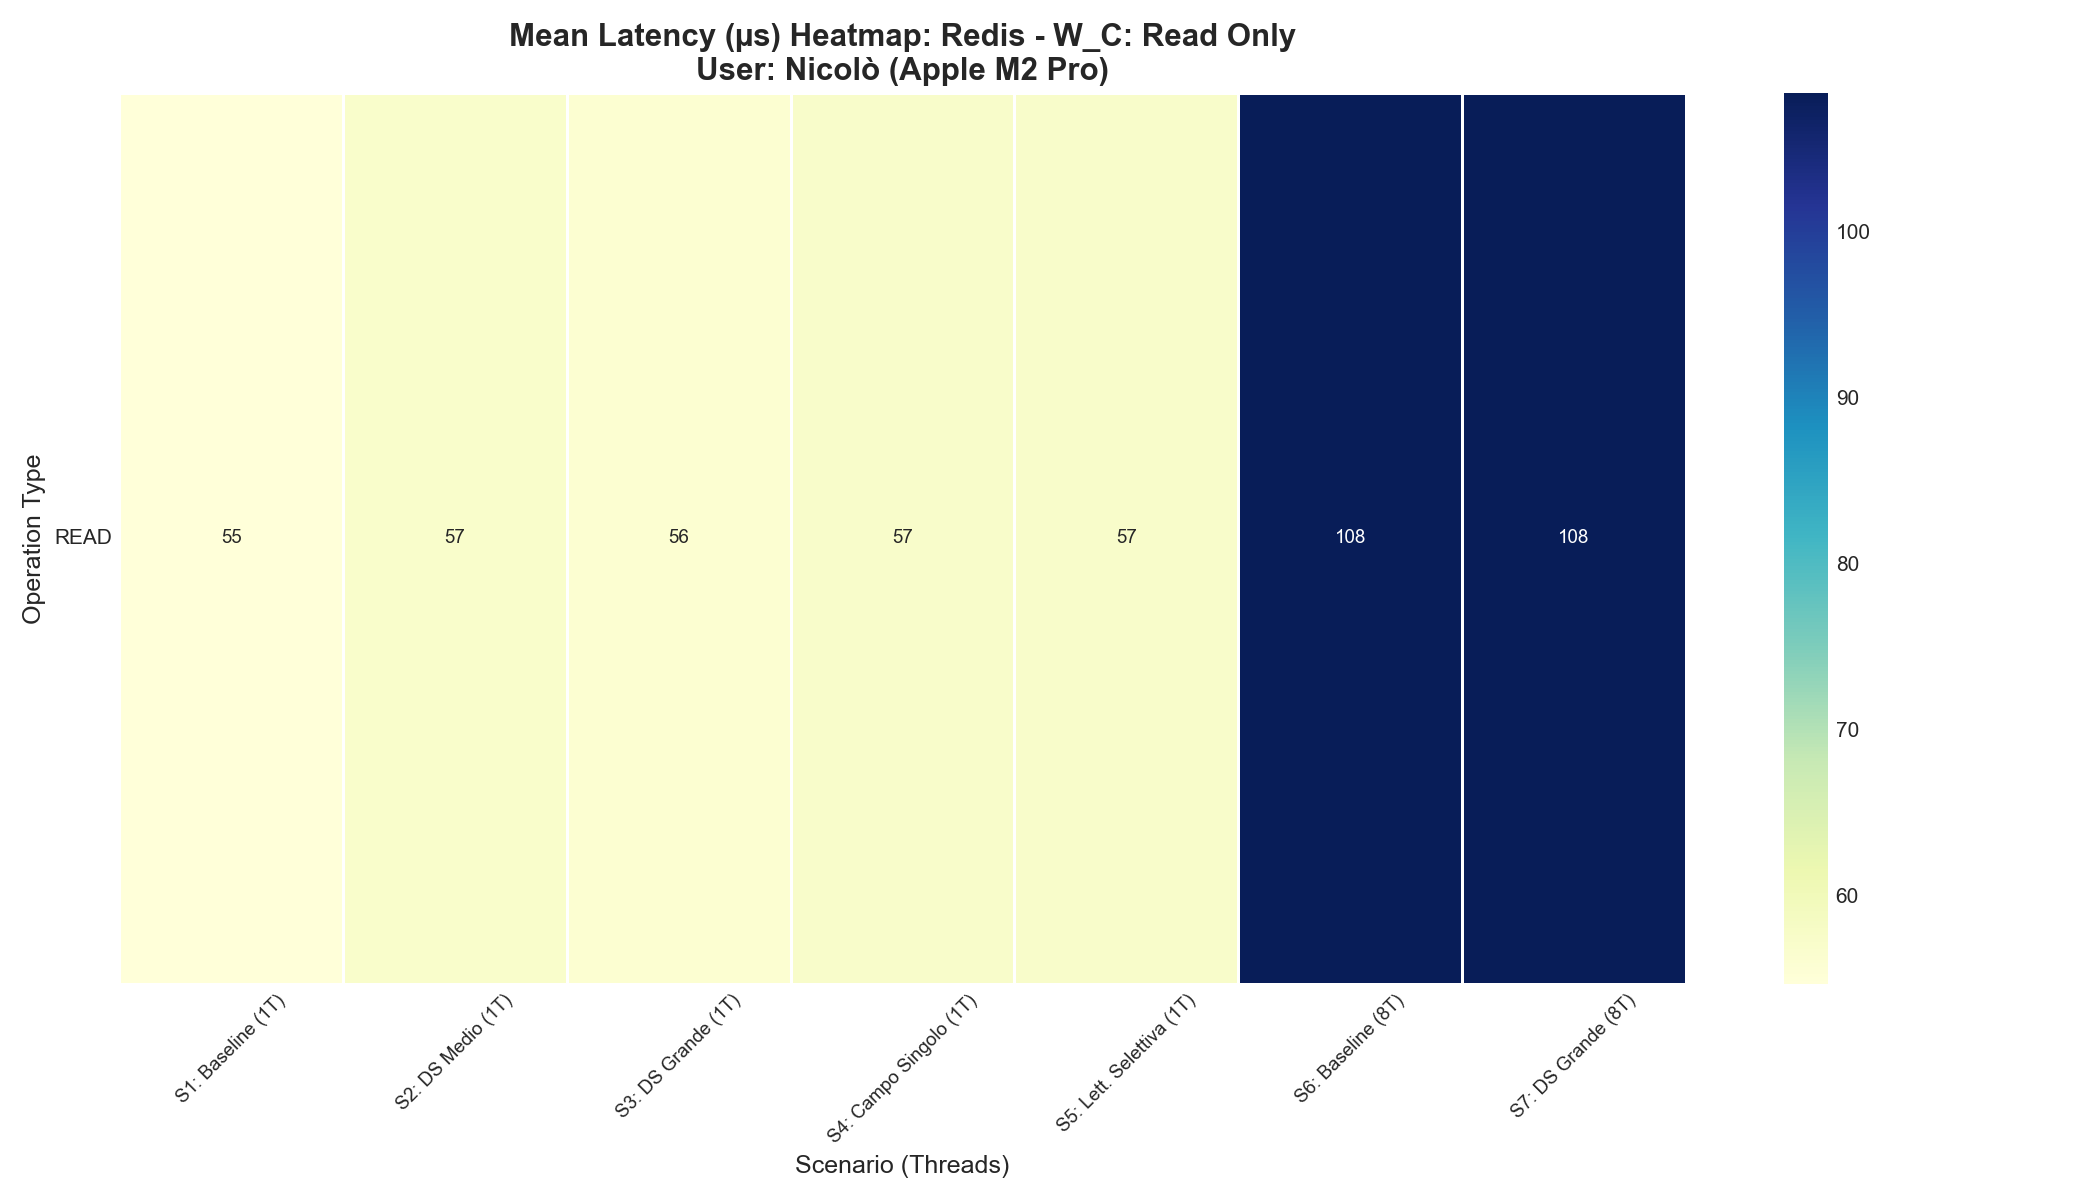 Mean Latency (µs) Heatmap: Redis - W_C: Read Only
User: Nicolò (Apple M2 Pro)
Operation Type
READ
55
57
56
57
57
108
108
100
90
80
70
60
S1: Baseline (1T)
S2: DS Medio (1T)
S3: DS Grande (1T)
S4: Campo Singolo (1T)
S5: Lett. Selettiva (1T)
S6: Baseline (8T)
S7: DS Grande (8T)
Scenario (Threads)